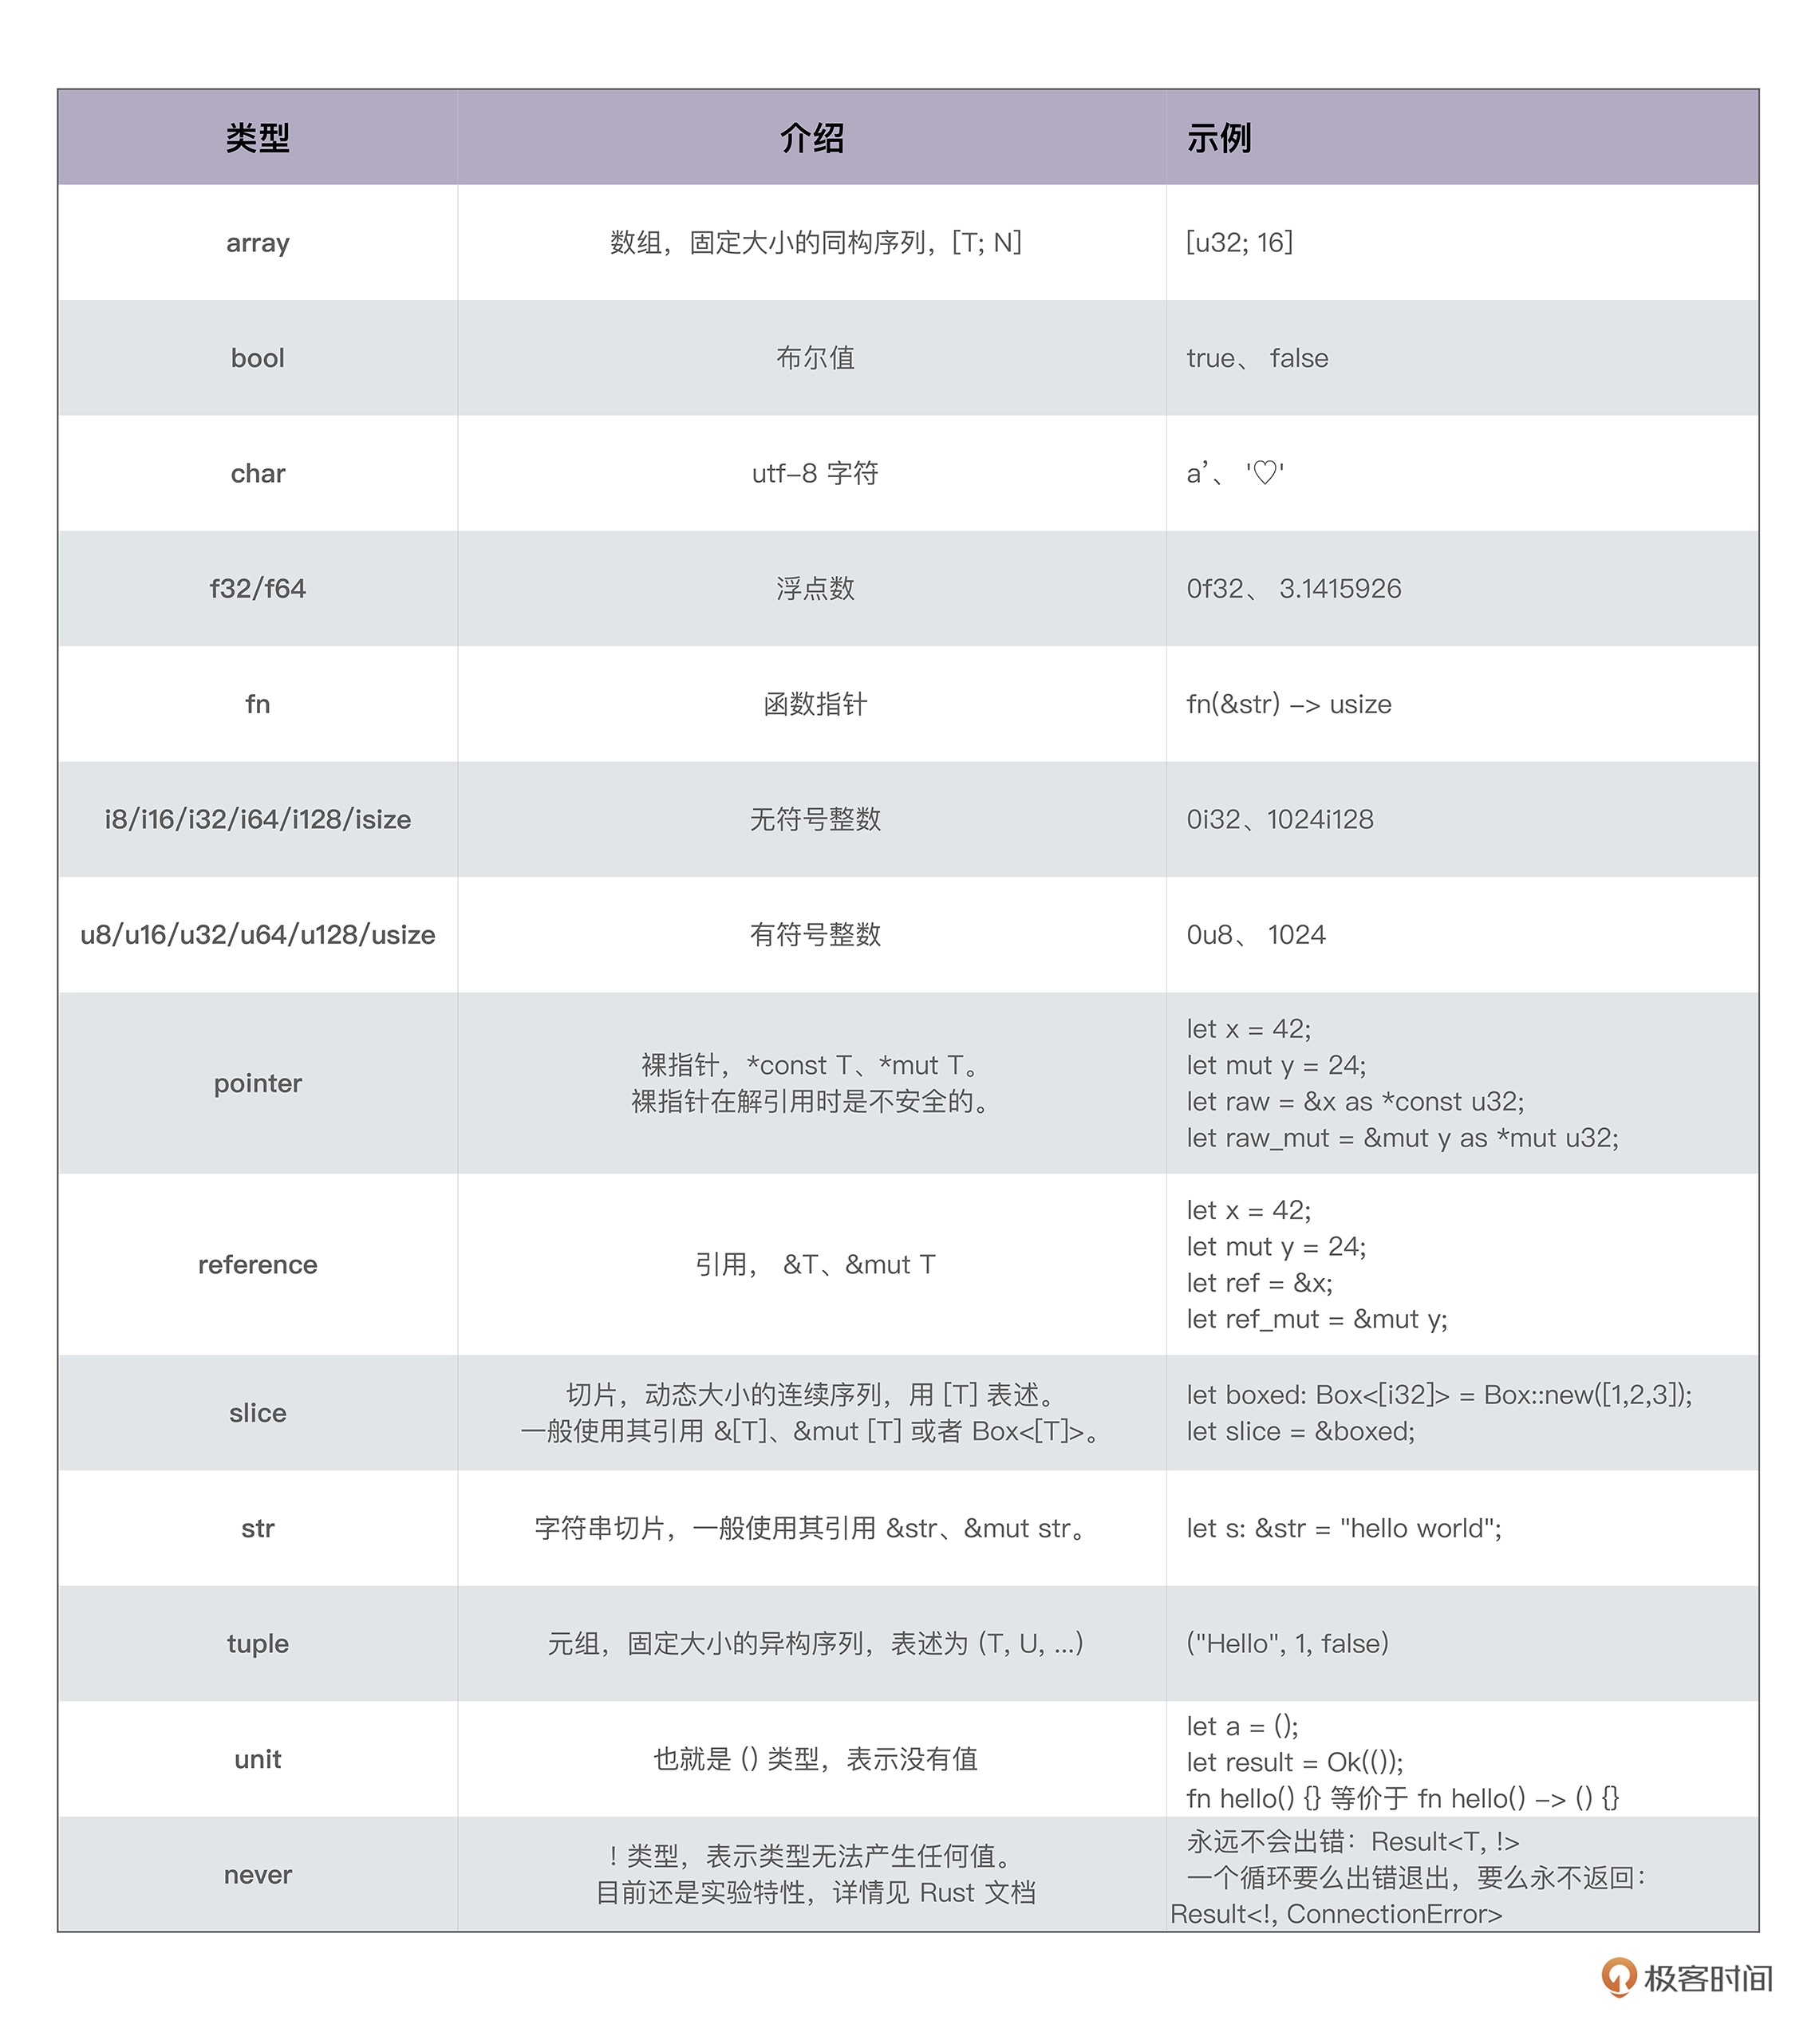 类型 介绍 示例
array 数组，固定大小的同构序列，[T; N] [u32; 16]
bool 布尔值 true、 false
char utf-8 字符 a’、 '♡'
f32/f64 浮点数 0f32、 3.1415926
fn 函数指针 fn(&str) -> usize
i8/i16/i32/i64/i128/isize 无符号整数 0i32、1024i128
u8/u16/u32/u64/u128/usize 有符号整数 0u8、 1024
pointer
裸指针，*const T、*mut T。
裸指针在解引用时是不安全的。
let x = 42;
let mut y = 24;
let raw = &x as *const u32;
let raw_mut = &mut y as *mut u32;
reference
引用， &T、&mut T
let x = 42;
let mut y = 24;
let ref = &x;
let ref_mut = &mut y;
slice
切片，动态大小的连续序列，用 [T] 表述。
一般使用其引用 &[T]、&mut [T] 或者 Box<[T]>。
let boxed: Box<[i32]> = Box::new([1,2,3]);
let slice = &boxed;
str 字符串切片，一般使用其引用 &str、&mut str。 let s: &str = "hello world";
tuple 元组，固定大小的异构序列，表述为 (T, U, ...) ("Hello", 1, false)
unit
也就是 () 类型，表示没有值
let a = ();
let result = Ok(());
fn hello() {} 等价于 fn hello() -> () {}
never
! 类型，表示类型无法产生任何值。
目前还是实验特性，详情见 Rust 文档
永远不会出错：Result<T, !>
一个循环要么出错退出，要么永不返回：
Result<!, ConnectionError>
极客时间